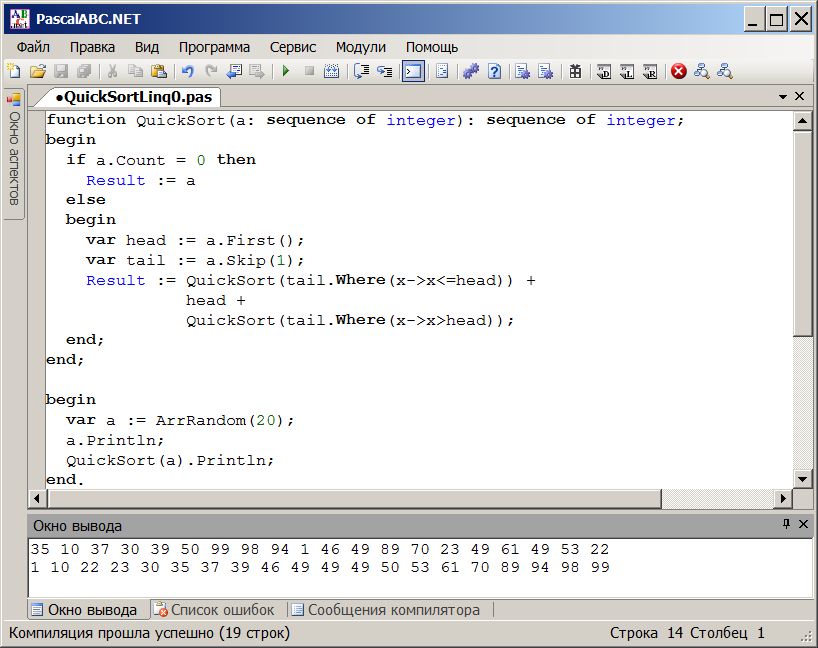 PascalABC.NET
Файл Правка Вид Программа Сервис Модули Помощь
•QuickSortLinq0.pas
Окно аспектов
function QuickSort(a: sequence of integer): sequence of integer;
begin
  if a.Count = 0 then
    Result := a
  else
  begin
    var head := a.First();
    var tail := a.Skip(1);
    Result := QuickSort(tail.Where(x->x<=head)) +
              head +
              QuickSort(tail.Where(x->x>head));
  end;
end;
begin
  var a := ArrRandom(20);
  a.Println;
  QuickSort(a).Println;
end.
Окно вывода
35 10 37 30 39 50 99 98 94 1 46 49 89 70 23 49 61 49 53 22
1 10 22 23 30 35 37 39 46 49 49 49 50 53 61 70 89 94 98 99
Окно вывода Список ошибок Сообщения компилятора
Компиляция прошла успешно (19 строк) Строка 14 Столбец 1